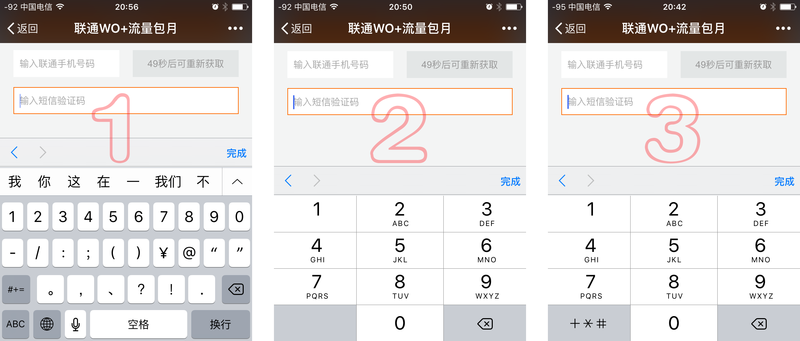 -92 中国电信 20:56
返回 联通WO+流量包月
输入联通手机号码 49秒后可重新获取
输入短信验证码
1
完成
我 你 这 在 一 我们 不
1 2 3 4 5 6 7 8 9 0
- / : ; ( ) ¥ @ “ ”
#+= 。 , 、 ? ! .
ABC 空格 换行
-92 中国电信 20:50
返回 联通WO+流量包月
输入联通手机号码 49秒后可重新获取
输入短信验证码
2
完成
1 2 3
ABC DEF
4 5 6
GHI JKL MNO
7 8 9
PQRS TUV WXYZ
0
-95 中国电信 20:42
返回 联通WO+流量包月
输入联通手机号码 49秒后可重新获取
输入短信验证码
3
完成
1 2 3
ABC DEF
4 5 6
GHI JKL MNO
7 8 9
PQRS TUV WXYZ
+*# 0